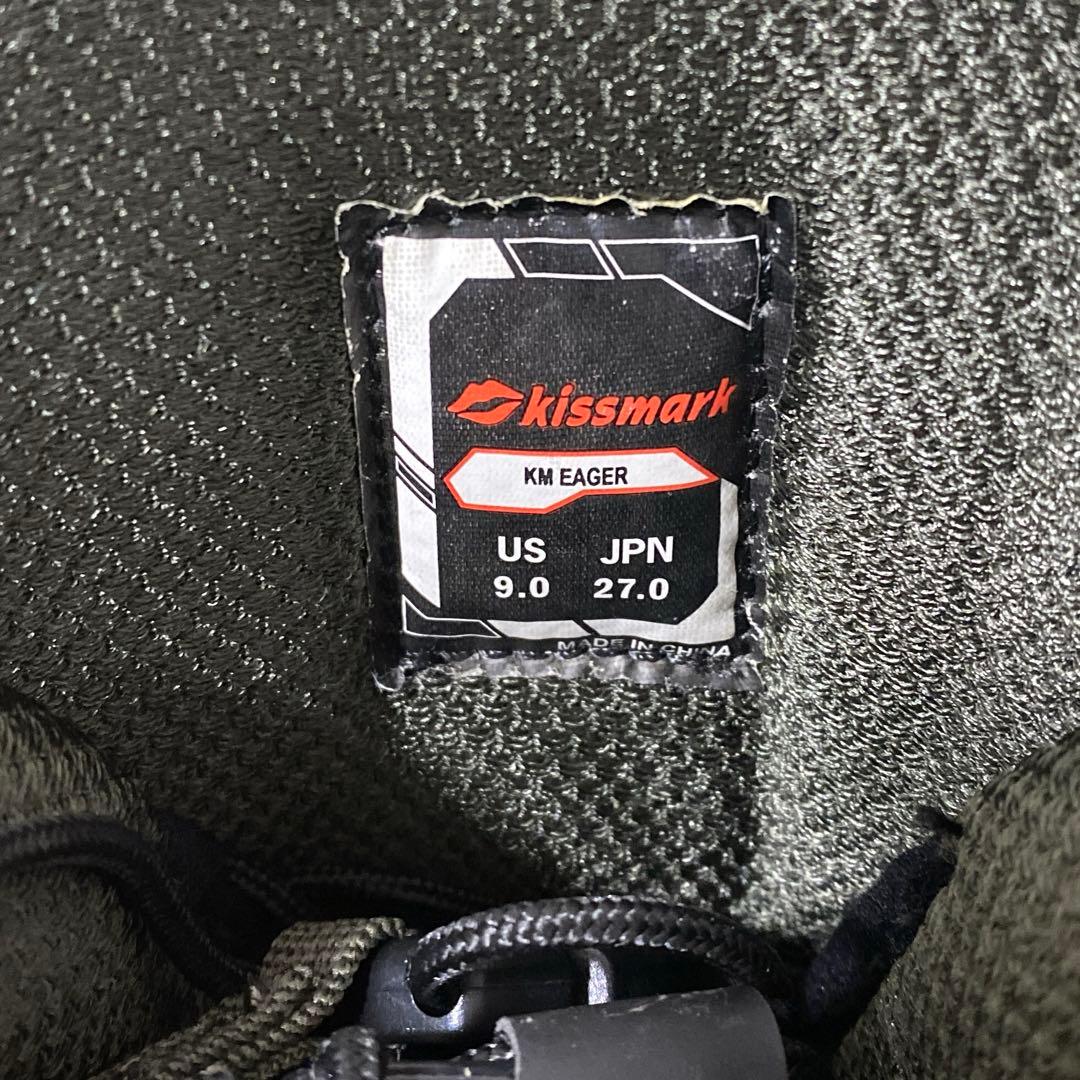 kissmark
KM EAGER
US JPN
9.0 27.0
MADE IN CHINA